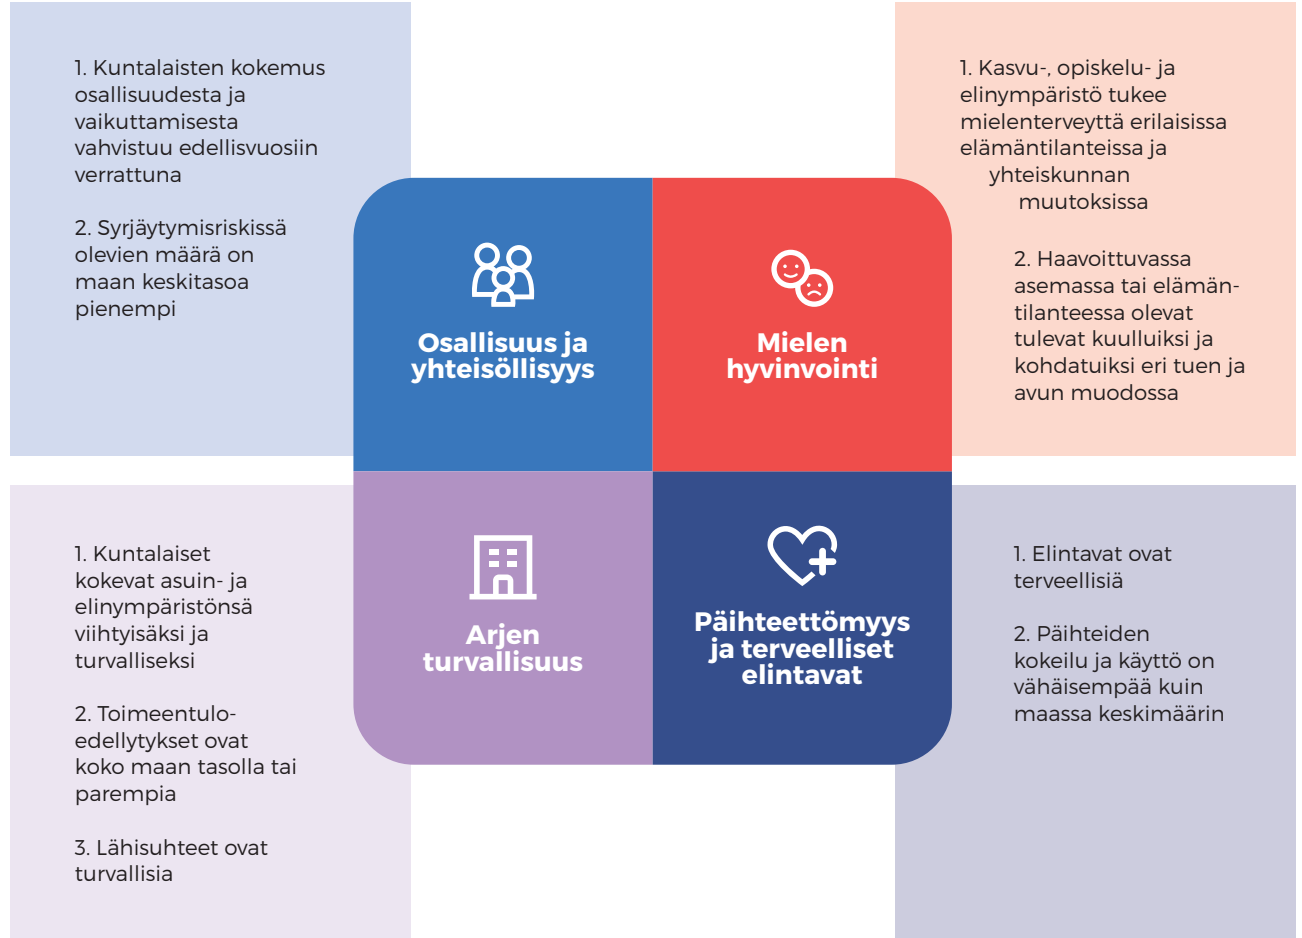 1. Kuntalaisten kokemus
osallisuudesta ja
vaikuttamisesta
vahvistuu edellisvuosiin
verrattuna
2. Syrjäytymisriskissä
olevien määrä on
maan keskitasoa
pienempi
Osallisuus ja
yhteisöllisyys
Mielen
hyvinvointi
1. Kasvu-, opiskelu- ja
elinympäristö tukee
mielenterveyttä erilaisissa
elämäntilanteissa ja
yhteiskunnan
muutoksissa
2. Haavoittuvassa
asemassa tai elämän-
tilanteessa olevat
tulevat kuulluiksi ja
kohdatuiksi eri tuen ja
avun muodossa
1. Kuntalaiset
kokevat asuin- ja
elinympäristönsä
viihtyisäksi ja
turvalliseksi
2. Toimeentulo-
edellytykset ovat
koko maan tasolla tai
parempia
3. Lähisuhteet ovat
turvallisia
Arjen
turvallisuus
Päihteettömyys
ja terveelliset
elintavat
1. Elintavat ovat
terveellisiä
2. Päihteiden
kokeilu ja käyttö on
vähäisempää kuin
maassa keskimäärin